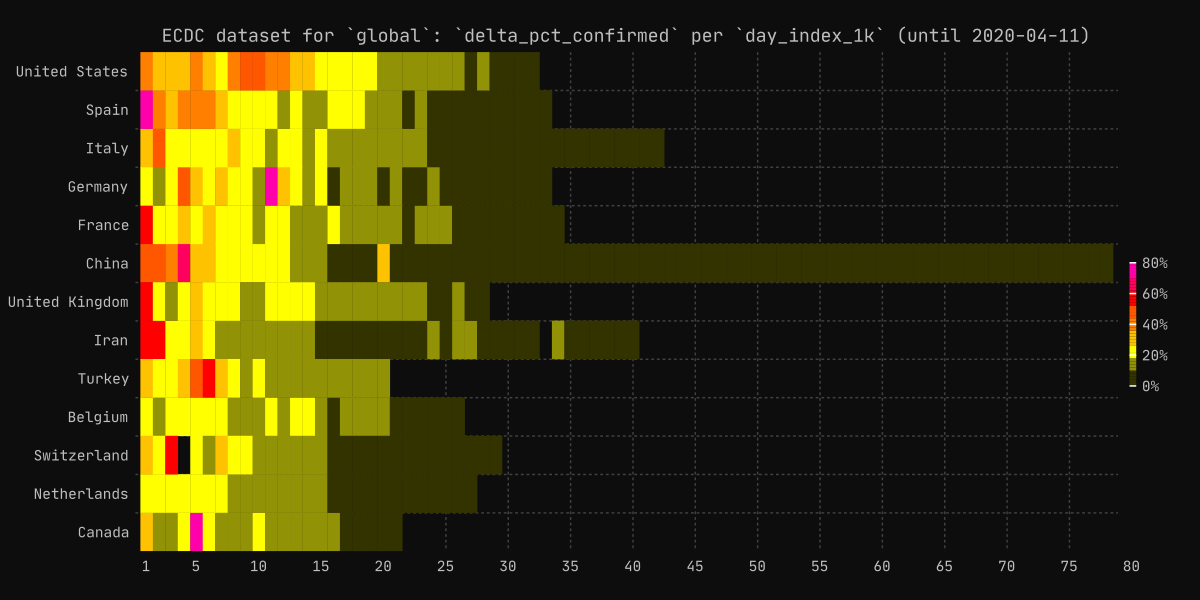 ECDC dataset for `global`: `delta_pct_confirmed` per `day_index_1k` (until 2020-04-11)
United States
Spain
Italy
Germany
France
China
United Kingdom
Iran
Turkey
Belgium
Switzerland
Netherlands
Canada
80%
60%
40%
20%
0%
1 5 10 15 20 25 30 35 40 45 50 55 60 65 70 75 80